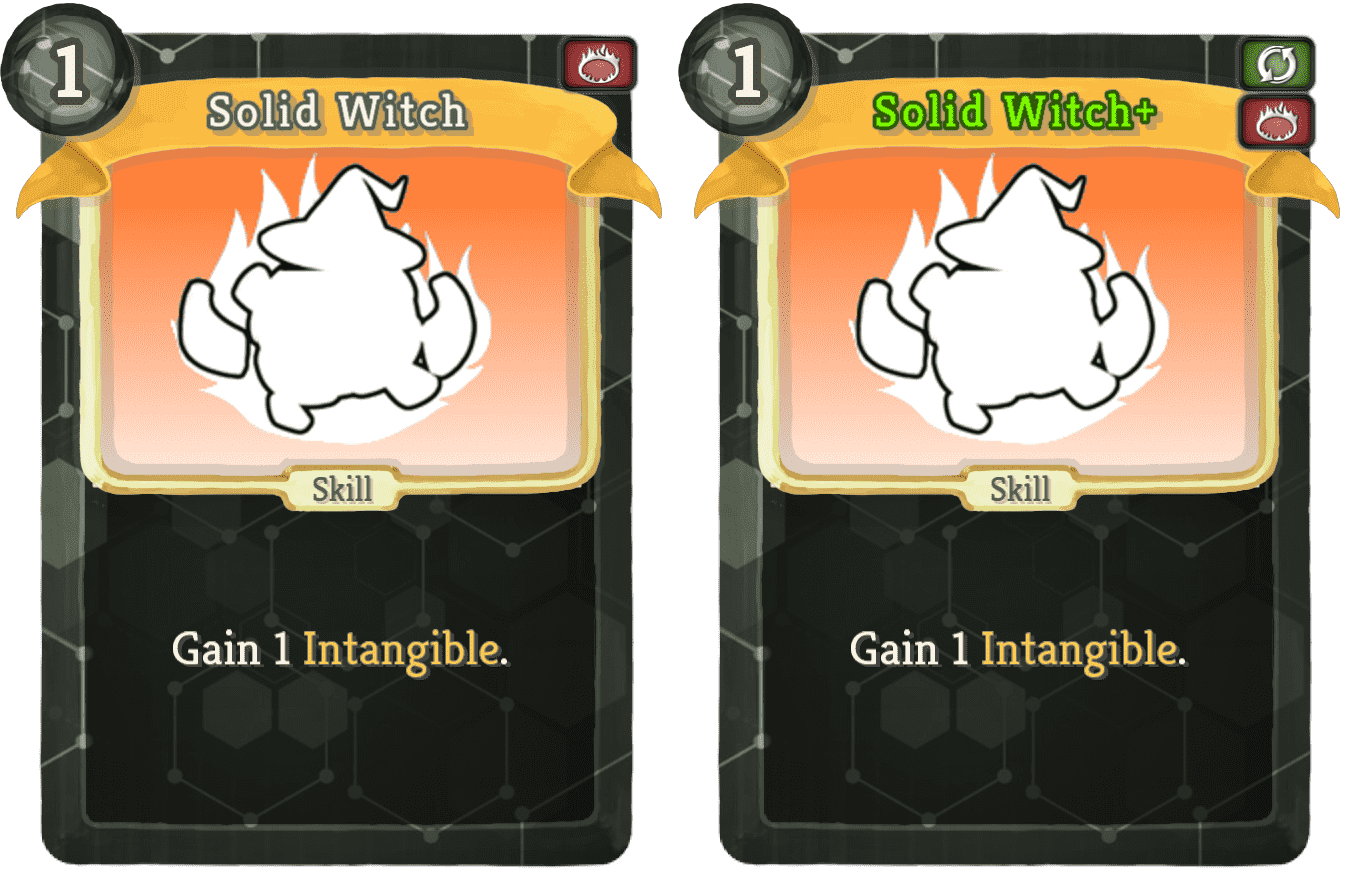 1
Solid Witch
Skill
Gain 1 Intangible.
1
Solid Witch+
Skill
Gain 1 Intangible.